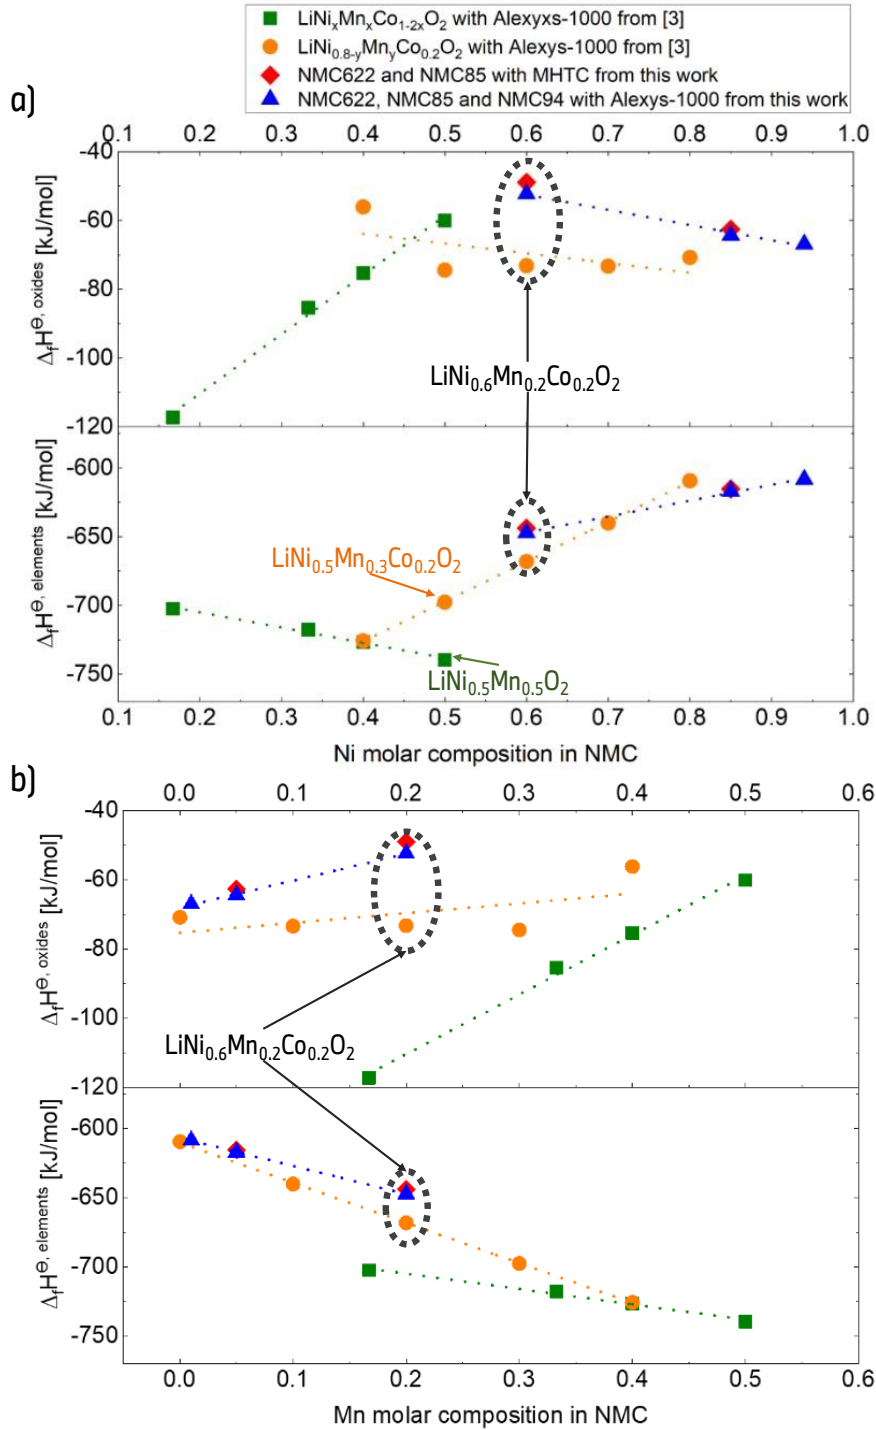 LiNiₓMnₓCo₁₋₂ₓO₂ with Alexyxs-1000 from [3]
LiNi₀.₈₋ᵧMnᵧCo₀.₂O₂ with Alexys-1000 from [3]
NMC622 and NMC85 with MHTC from this work
NMC622, NMC85 and NMC94 with Alexys-1000 from this work
a)
0.1 0.2 0.3 0.4 0.5 0.6 0.7 0.8 0.9 1.0
-40
-60
-80
-100
-120
ΔfH^Θ, oxides [kJ/mol]
LiNi₀.₆Mn₀.₂Co₀.₂O₂
-600
-650
-700
-750
ΔfH^Θ, elements [kJ/mol]
LiNi₀.₅Mn₀.₃Co₀.₂O₂
LiNi₀.₅Mn₀.₅O₂
0.1 0.2 0.3 0.4 0.5 0.6 0.7 0.8 0.9 1.0
Ni molar composition in NMC
b)
0.0 0.1 0.2 0.3 0.4 0.5 0.6
-40
-60
-80
-100
-120
ΔfH^Θ, oxides [kJ/mol]
LiNi₀.₆Mn₀.₂Co₀.₂O₂
-600
-650
-700
-750
ΔfH^Θ, elements [kJ/mol]
0.0 0.1 0.2 0.3 0.4 0.5 0.6
Mn molar composition in NMC